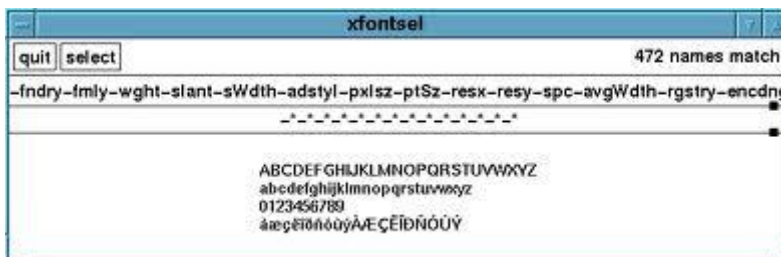 xfontsel
quit select 472 names match
-fndry-fmly-wght-slant-sWdth-adstyl-pxlsz-ptSz-resx-resy-spc-avgWdth-rgstry-encdng
-*-*-*-*-*-*-*-*-*-*-*-*-*-*
ABCDEFGHIJKLMNOPQRSTUVWXYZ
abcdefghijklmnopqrstuvwxyz
0123456789
àæçëîðñóùýÀÆÇËÎÐÑÓÙÝ